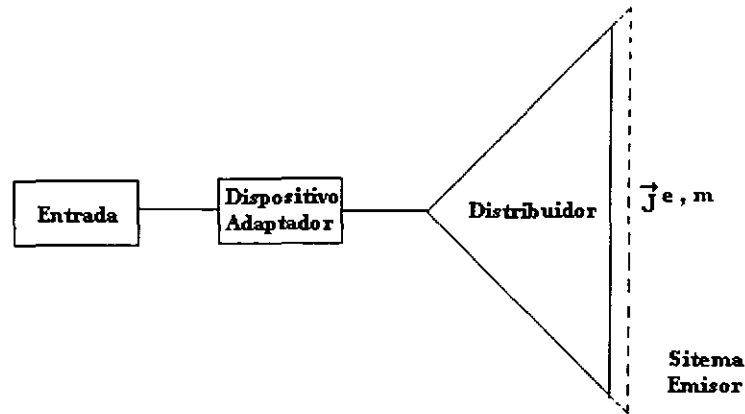 Entrada
Dispositivo
Adaptador
Distribuidor
J⃗ e , m
Sitema
Emisor